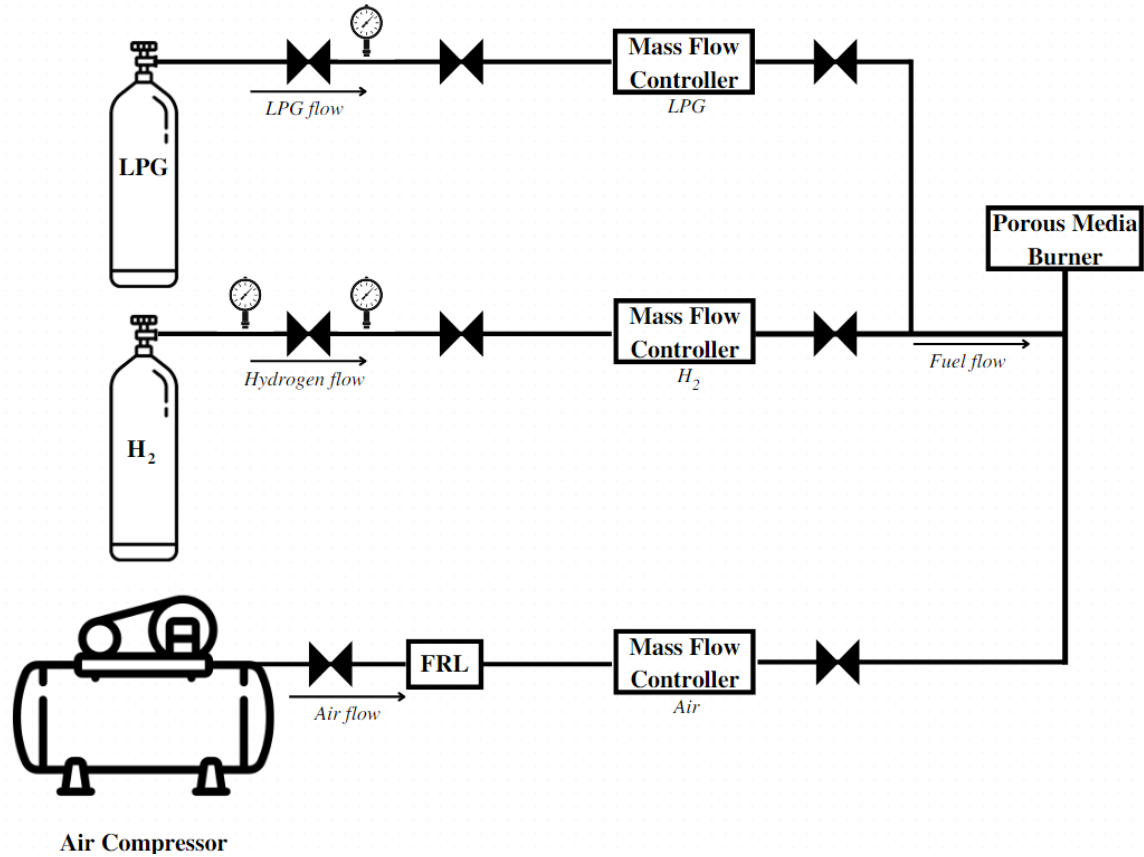 Mass Flow
Controller
LPG
LPG flow
LPG
Porous Media
Burner
Mass Flow
Controller
H2
Hydrogen flow
Fuel flow
H2
Mass Flow
Controller
Air
FRL
Air flow
Air Compressor